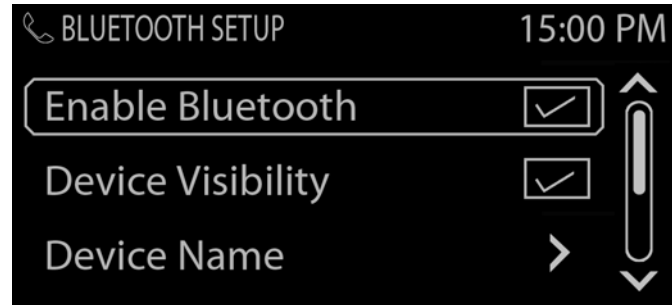 BLUETOOTH SETUP 15:00 PM
Enable Bluetooth
Device Visibility
Device Name